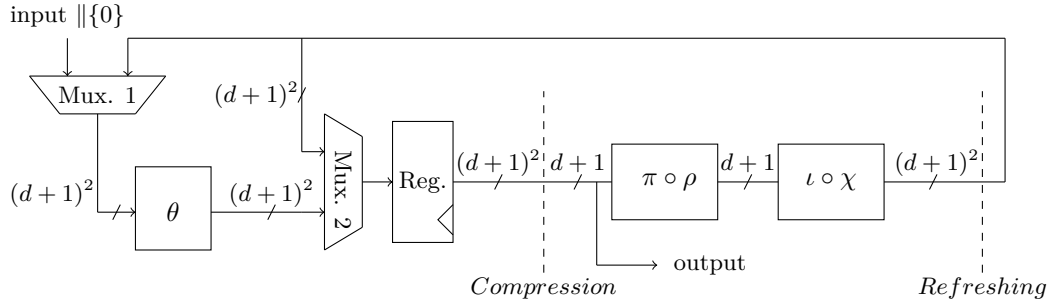 input ∥{0}
Mux. 1
(d + 1)²
(d + 1)²
θ
(d + 1)²
Mux. 2
Reg.
(d + 1)²
d + 1
π ∘ ρ
d + 1
ι ∘ χ
(d + 1)²
output
Compression
Refreshing